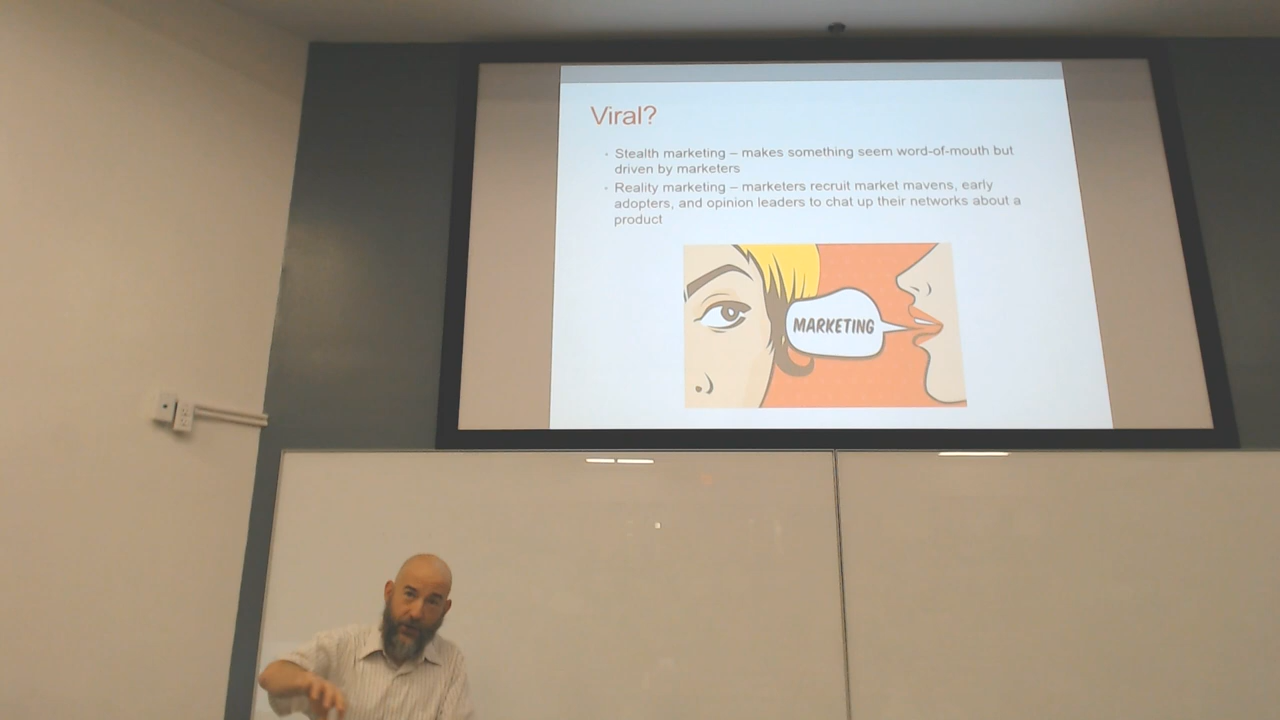 Viral?
• Stealth marketing – makes something seem word-of-mouth but
driven by marketers
• Reality marketing – marketers recruit market mavens, early
adopters, and opinion leaders to chat up their networks about a
product
MARKETING